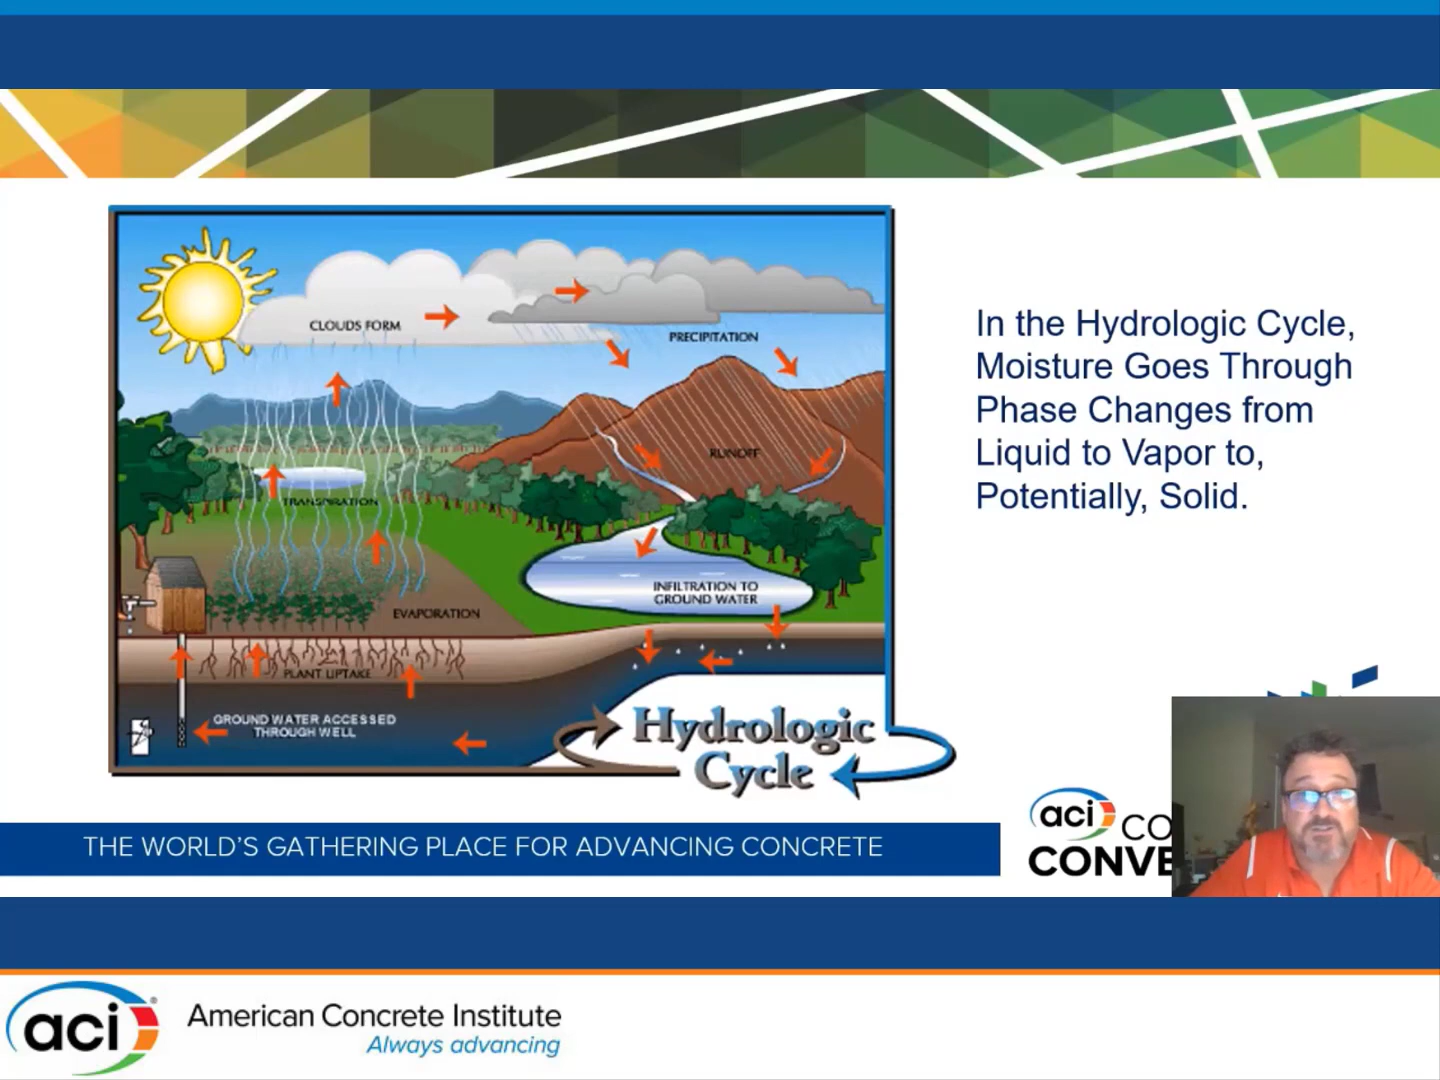 CLOUDS FORM
PRECIPITATION
RUNOFF
TRANSPIRATION
INFILTRATION TO
GROUND WATER
EVAPORATION
PLANT UPTAKE
GROUND WATER ACCESSED
THROUGH WELL
Hydrologic
Cycle
In the Hydrologic Cycle,
Moisture Goes Through
Phase Changes from
Liquid to Vapor to,
Potentially, Solid.
THE WORLD'S GATHERING PLACE FOR ADVANCING CONCRETE
aci CO
CONVE
aci
American Concrete Institute
Always advancing